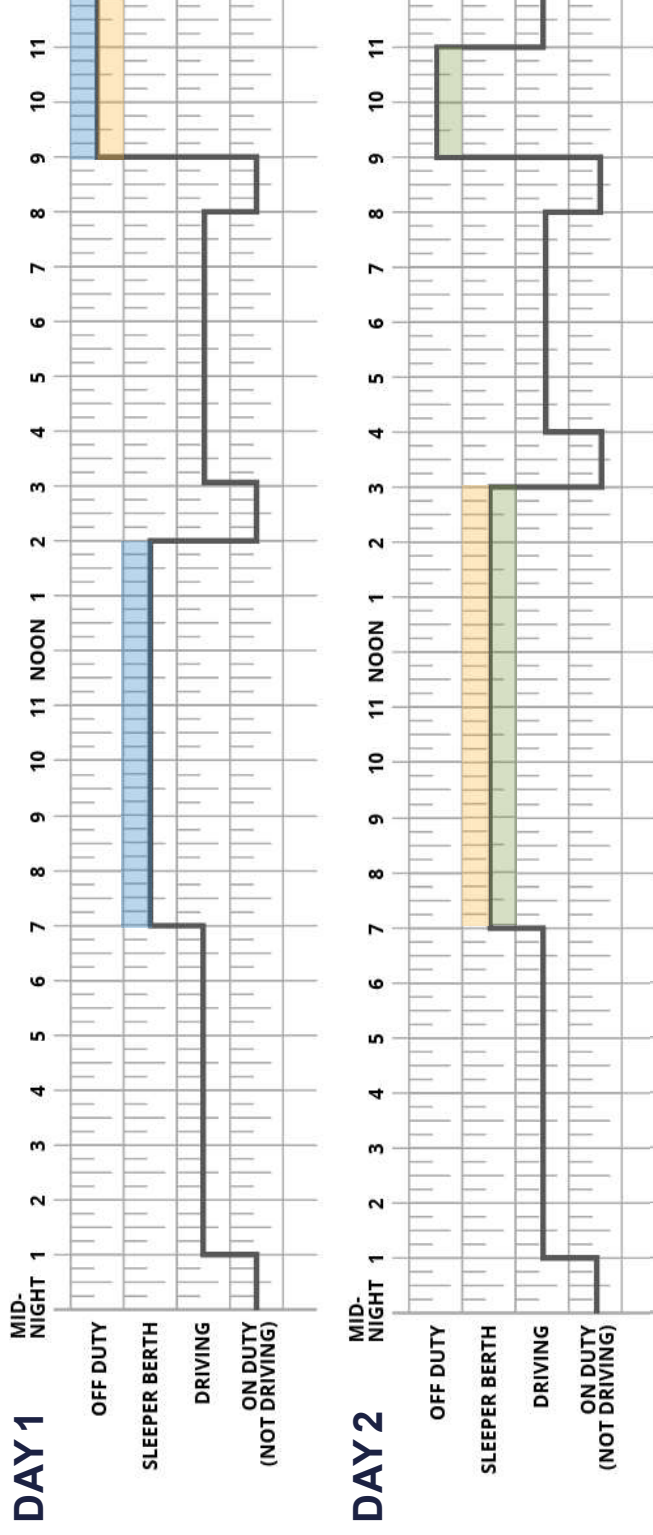 DAY 1
MID-
NIGHT 1 2 3 4 5 6 7 8 9 10 11 NOON 1 2 3 4 5 6 7 8 9 10 11
OFF DUTY
SLEEPER BERTH
DRIVING
ON DUTY
(NOT DRIVING)
DAY 2
MID-
NIGHT 1 2 3 4 5 6 7 8 9 10 11 NOON 1 2 3 4 5 6 7 8 9 10 11
OFF DUTY
SLEEPER BERTH
DRIVING
ON DUTY
(NOT DRIVING)